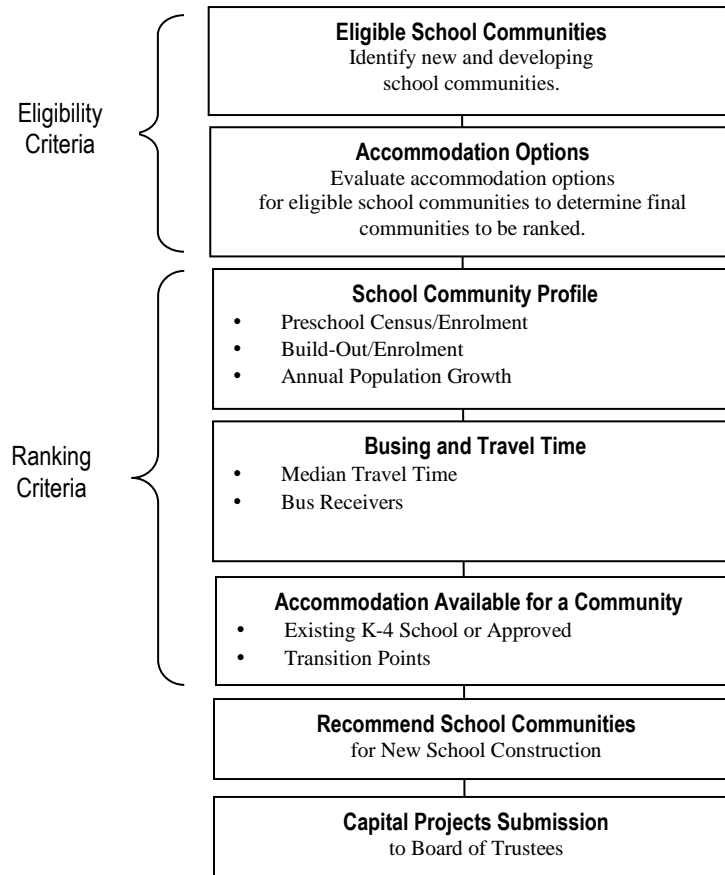 Eligible School Communities
Identify new and developing
school communities.
Eligibility
Criteria
Accommodation Options
Evaluate accommodation options
for eligible school communities to determine final
communities to be ranked.
School Community Profile
• Preschool Census/Enrolment
• Build-Out/Enrolment
• Annual Population Growth
Ranking
Criteria
Busing and Travel Time
• Median Travel Time
• Bus Receivers
Accommodation Available for a Community
• Existing K-4 School or Approved
• Transition Points
Recommend School Communities
for New School Construction
Capital Projects Submission
to Board of Trustees